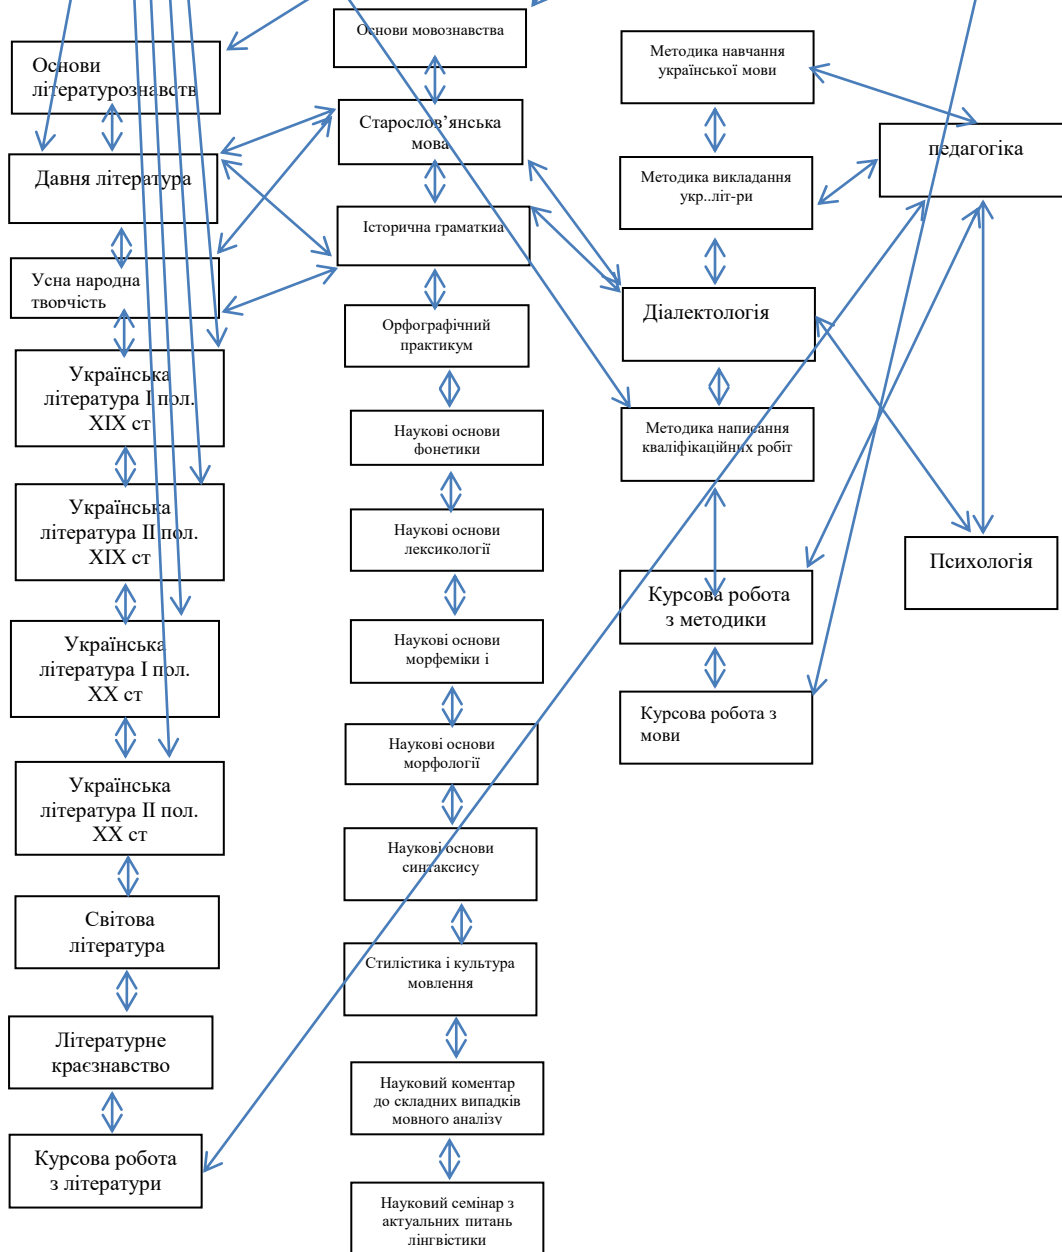 Основи
літературознавств
Давня література
Усна народна
творчість
Українська
література І пол.
ХІХ ст
Українська
література ІІ пол.
ХІХ ст
Українська
література І пол.
ХХ ст
Українська
література ІІ пол.
ХХ ст
Світова
література
Літературне
краєзнавство
Курсова робота
з літератури
Основи мовознавства
Старослов’янська
мова
Історична граматкиа
Орфографічний
практикум
Наукові основи
фонетики
Наукові основи
лексикології
Наукові основи
морфеміки і
Наукові основи
морфології
Наукові основи
синтаксису
Стилістика і культура
мовлення
Науковий коментар
до складних випадків
мовного аналізу
Науковий семінар з
актуальних питань
лінгвістики
Методика навчання
української мови
Методика викладання
укр..літ-ри
Діалектологія
Методика написання
кваліфікаційних робіт
Курсова робота
з методики
Курсова робота з
мови
педагогіка
Психологія